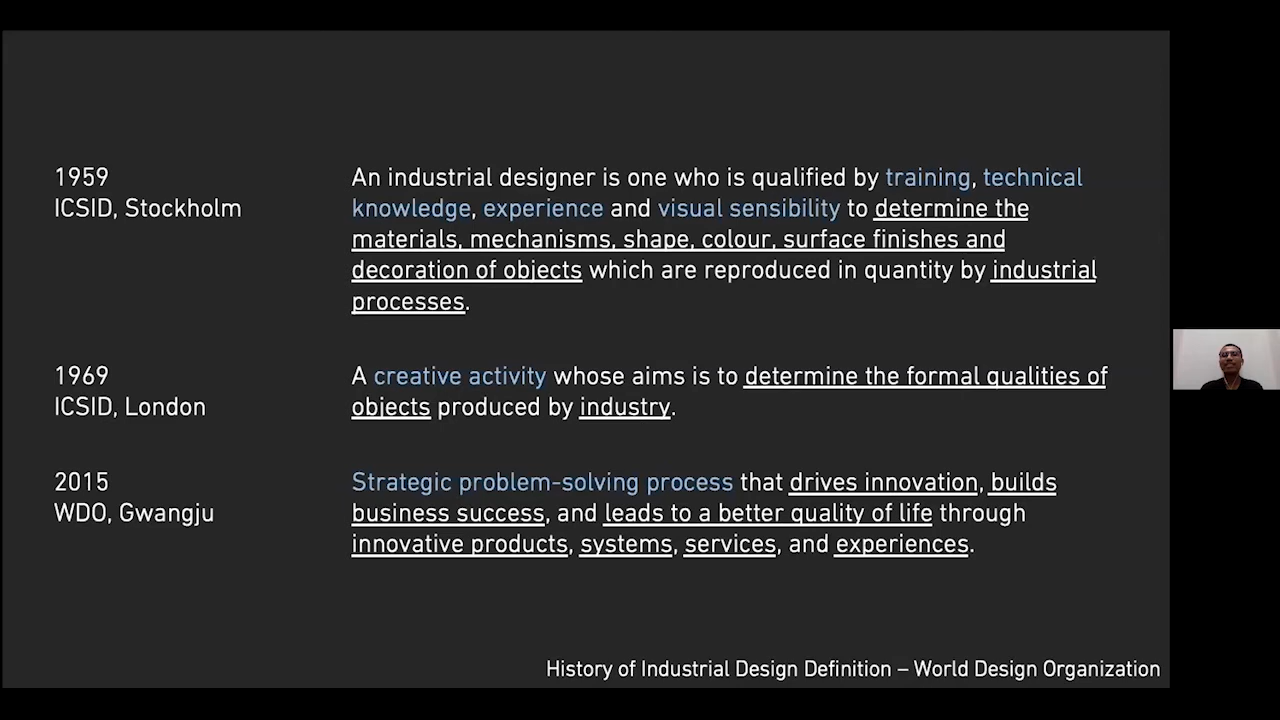 1959
ICSID, Stockholm
An industrial designer is one who is qualified by training, technical
knowledge, experience and visual sensibility to determine the
materials, mechanisms, shape, colour, surface finishes and
decoration of objects which are reproduced in quantity by industrial
processes.
1969
ICSID, London
A creative activity whose aims is to determine the formal qualities of
objects produced by industry.
2015
WDO, Gwangju
Strategic problem-solving process that drives innovation, builds
business success, and leads to a better quality of life through
innovative products, systems, services, and experiences.
History of Industrial Design Definition – World Design Organization